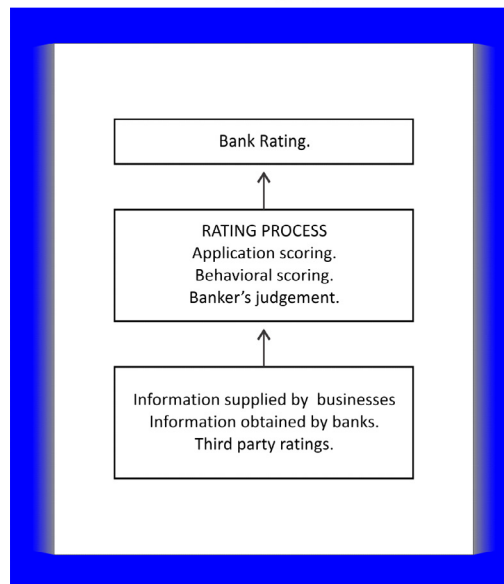 Bank Rating.
RATING PROCESS
Application scoring.
Behavioral scoring.
Banker’s judgement.
Information supplied by businesses
Information obtained by banks.
Third party ratings.